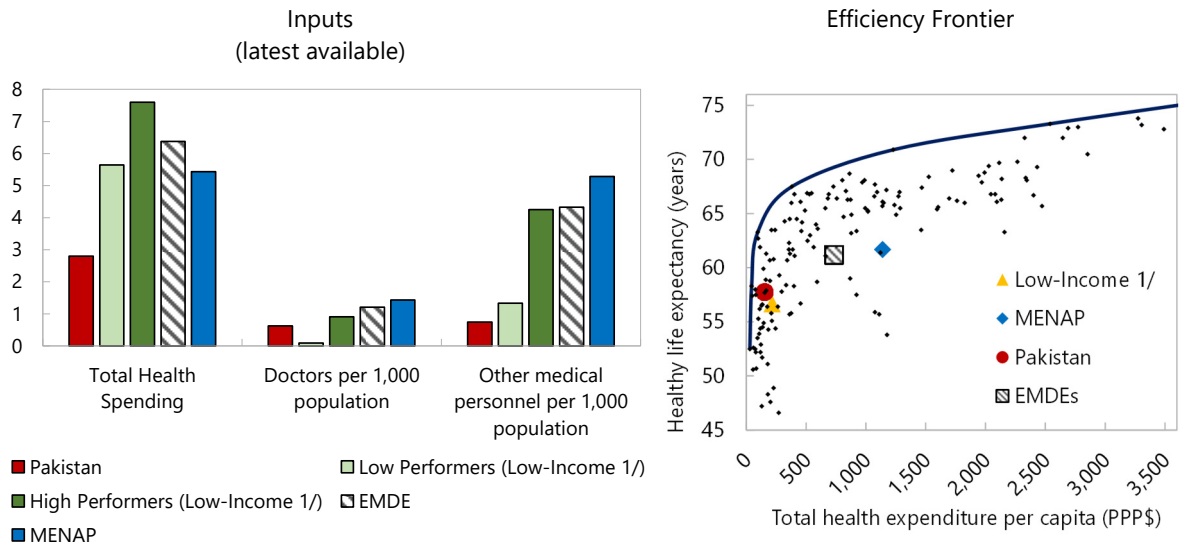 Inputs
(latest available)
8
7
6
5
4
3
2
1
0
Total Health
Spending
Doctors per 1,000
population
Other medical
personnel per 1,000
population
Pakistan
Low Performers (Low-Income 1/)
High Performers (Low-Income 1/)
EMDE
MENAP
Efficiency Frontier
Healthy life expectancy (years)
75
70
65
60
55
50
45
Low-Income 1/
MENAP
Pakistan
EMDEs
0
500
1,000
1,500
2,000
2,500
3,000
3,500
Total health expenditure per capita (PPP$)